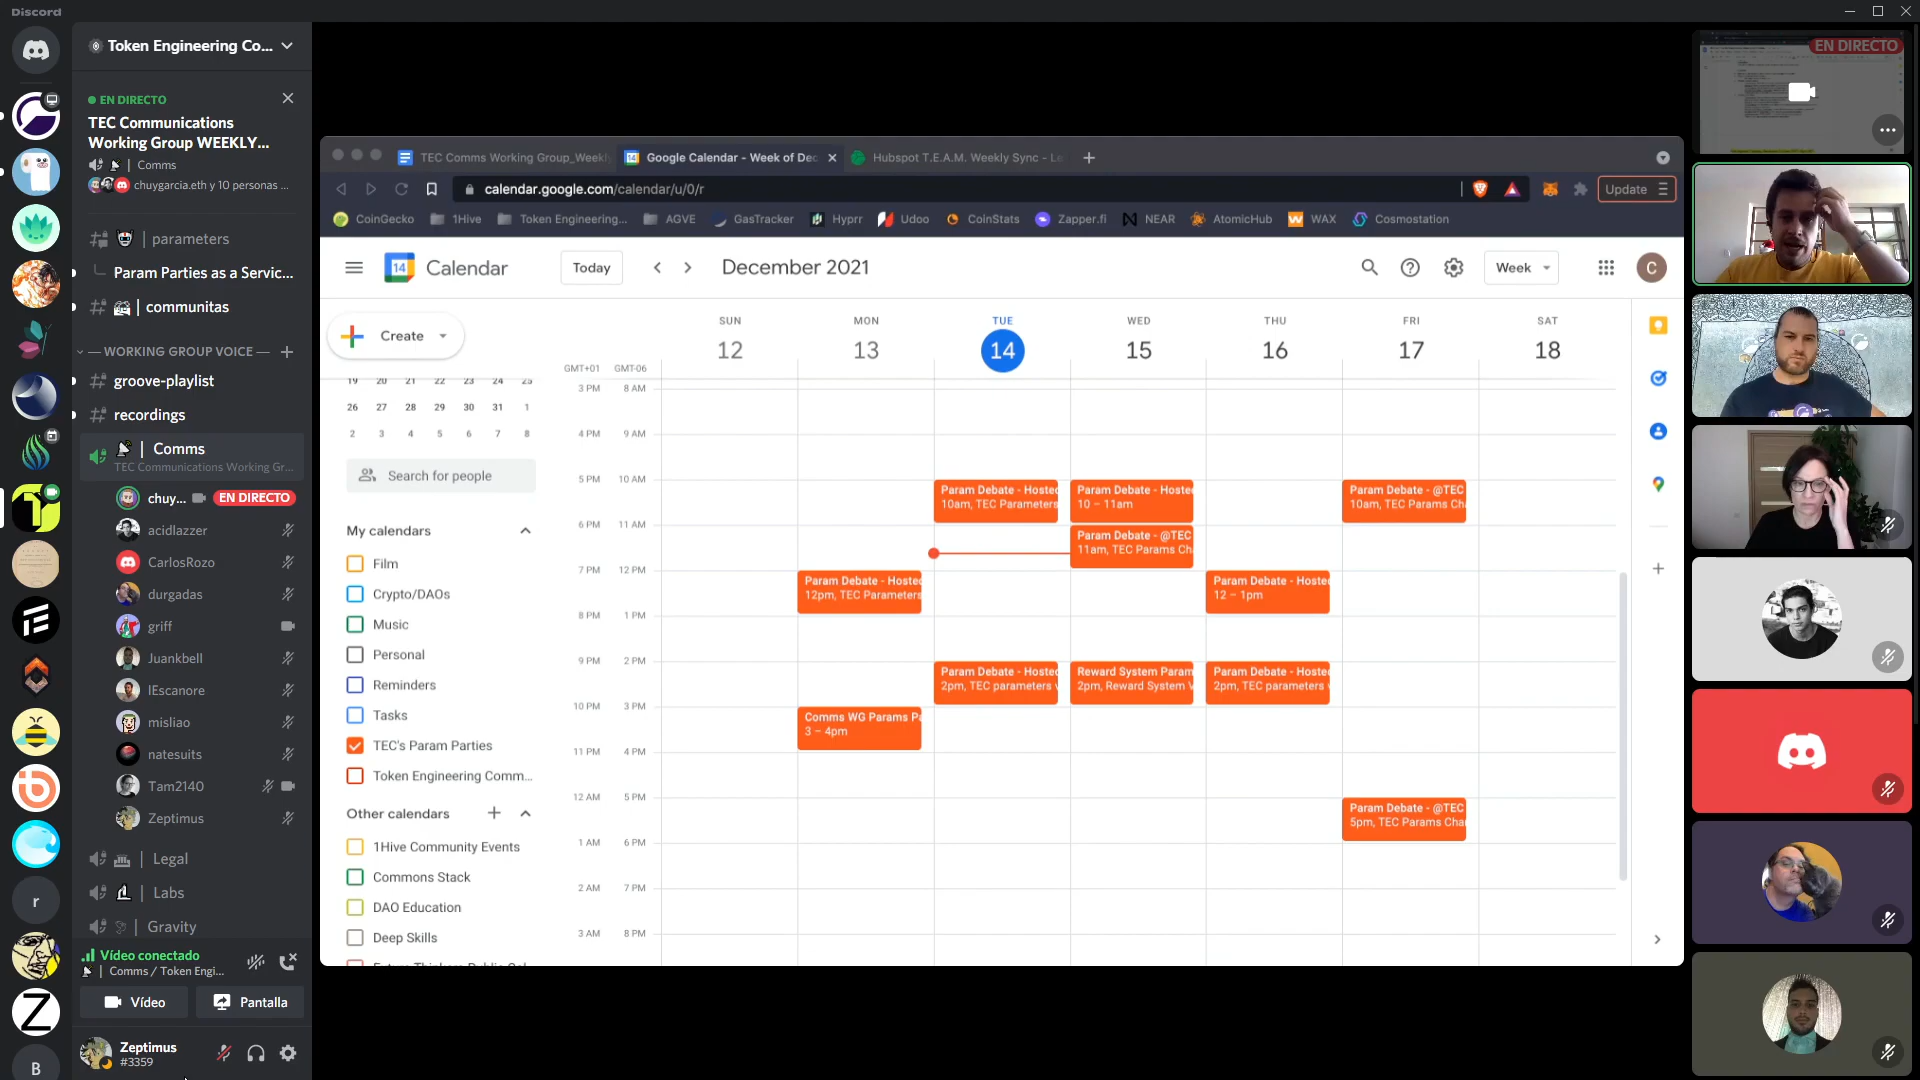 Discord
Token Engineering Co...
EN DIRECTO
TEC Communications
Working Group WEEKLY...
| Comms
chuygarcia.eth y 10 personas ...
| parameters
Param Parties as a Servic...
| communitas
— WORKING GROUP VOICE —
groove-playlist
recordings
| Comms
TEC Communications Working Gr...
chuy... EN DIRECTO
acidlazzer
CarlosRozo
durgadas
griff
Juankbell
lEscanore
misliao
natesuits
Tam2140
Zeptimus
| Legal
| Labs
| Gravity
Vídeo conectado
| Comms / Token Engi...
Vídeo
Pantalla
Zeptimus
#3359
r
B
TEC Comms Working Group_Weekly
Google Calendar - Week of Dec
Hubspot T.E.A.M. Weekly Sync - Le
calendar.google.com/calendar/u/0/r
Update
CoinGecko
1Hive
Token Engineering...
AGVE
GasTracker
Hyprr
Udoo
CoinStats
Zapper.fi
NEAR
AtomicHub
WAX
Cosmostation
14
Calendar
Today
December 2021
Week
C
Create
19 20 21 22 23 24 25
26 27 28 29 30 31 1
2 3 4 5 6 7 8
Search for people
My calendars
Film
Crypto/DAOs
Music
Personal
Reminders
Tasks
TEC's Param Parties
Token Engineering Comm...
Other calendars
1Hive Community Events
Commons Stack
DAO Education
Deep Skills
SUN MON TUE WED THU FRI SAT
12 13 14 15 16 17 18
GMT+01 GMT-06
3 PM 8 AM
4 PM 9 AM
5 PM 10 AM
6 PM 11 AM
7 PM 12 PM
8 PM 1 PM
9 PM 2 PM
10 PM 3 PM
11 PM 4 PM
12 AM 5 PM
1 AM 6 PM
2 AM 7 PM
3 AM 8 PM
Param Debate - Hosted
12pm, TEC Parameters
Comms WG Params Pa
3 – 4pm
Param Debate - Hosted
10am, TEC Parameters
Param Debate - Hosted
2pm, TEC parameters v
Param Debate - Hosted
10 – 11am
Param Debate - @TEC
11am, TEC Params Ch
Reward System Param
2pm, Reward System V
Param Debate - Hosted
12 – 1pm
Param Debate - Hosted
2pm, TEC parameters v
Param Debate - @TEC
10am, TEC Params Ch
Param Debate - @TEC
5pm, TEC Params Cha
EN DIRECTO